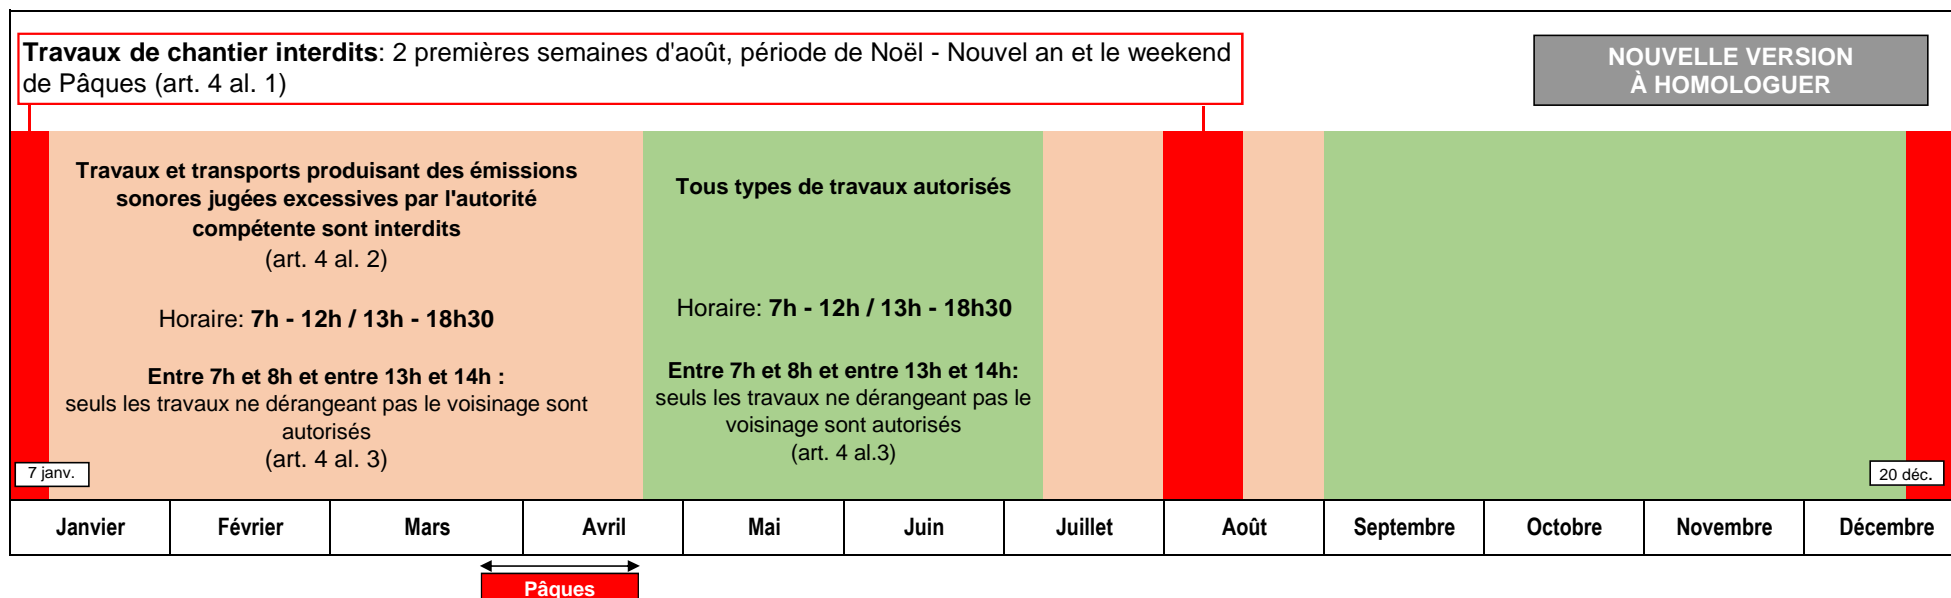 Travaux de chantier interdits: 2 premières semaines d'août, période de Noël - Nouvel an et le weekend
de Pâques (art. 4 al. 1)
NOUVELLE VERSION
À HOMOLOGUER
Travaux et transports produisant des émissions
sonores jugées excessives par l'autorité
compétente sont interdits
(art. 4 al. 2)
Horaire: 7h - 12h / 13h - 18h30
Entre 7h et 8h et entre 13h et 14h :
seuls les travaux ne dérangeant pas le voisinage sont
autorisés
(art. 4 al. 3)
7 janv.
Tous types de travaux autorisés
Horaire: 7h - 12h / 13h - 18h30
Entre 7h et 8h et entre 13h et 14h:
seuls les travaux ne dérangeant pas le
voisinage sont autorisés
(art. 4 al.3)
20 déc.
Janvier Février Mars Avril Mai Juin Juillet Août Septembre Octobre Novembre Décembre
Pâques